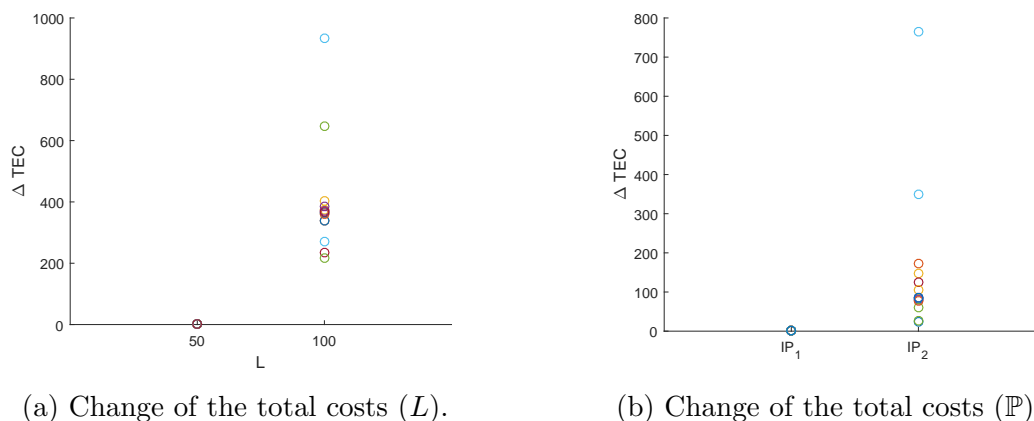 1000
800
600
400
200
0
Δ TEC
50
100
L
(a) Change of the total costs (L).
800
700
600
500
400
300
200
100
0
Δ TEC
IP₁
IP₂
(b) Change of the total costs (ℙ)